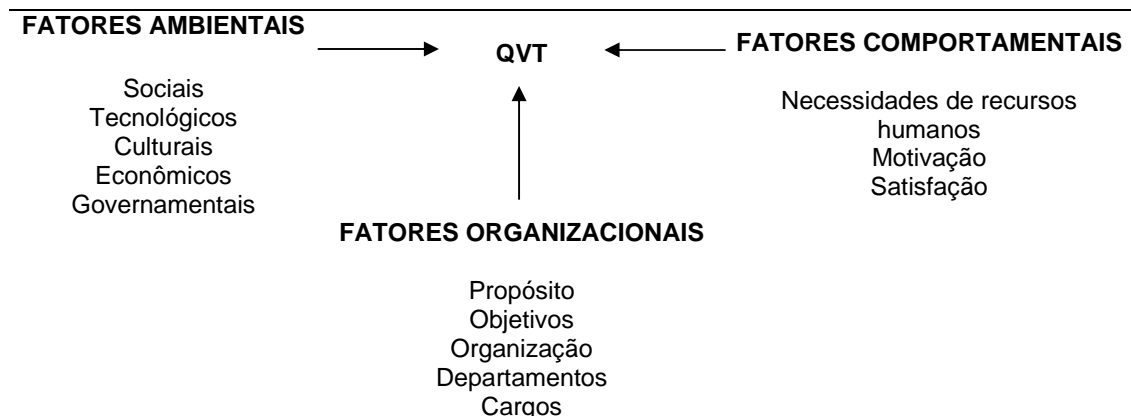 FATORES AMBIENTAIS
QVT
FATORES COMPORTAMENTAIS
Sociais
Tecnológicos
Culturais
Econômicos
Governamentais
Necessidades de recursos
humanos
Motivação
Satisfação
FATORES ORGANIZACIONAIS
Propósito
Objetivos
Organização
Departamentos
Cargos